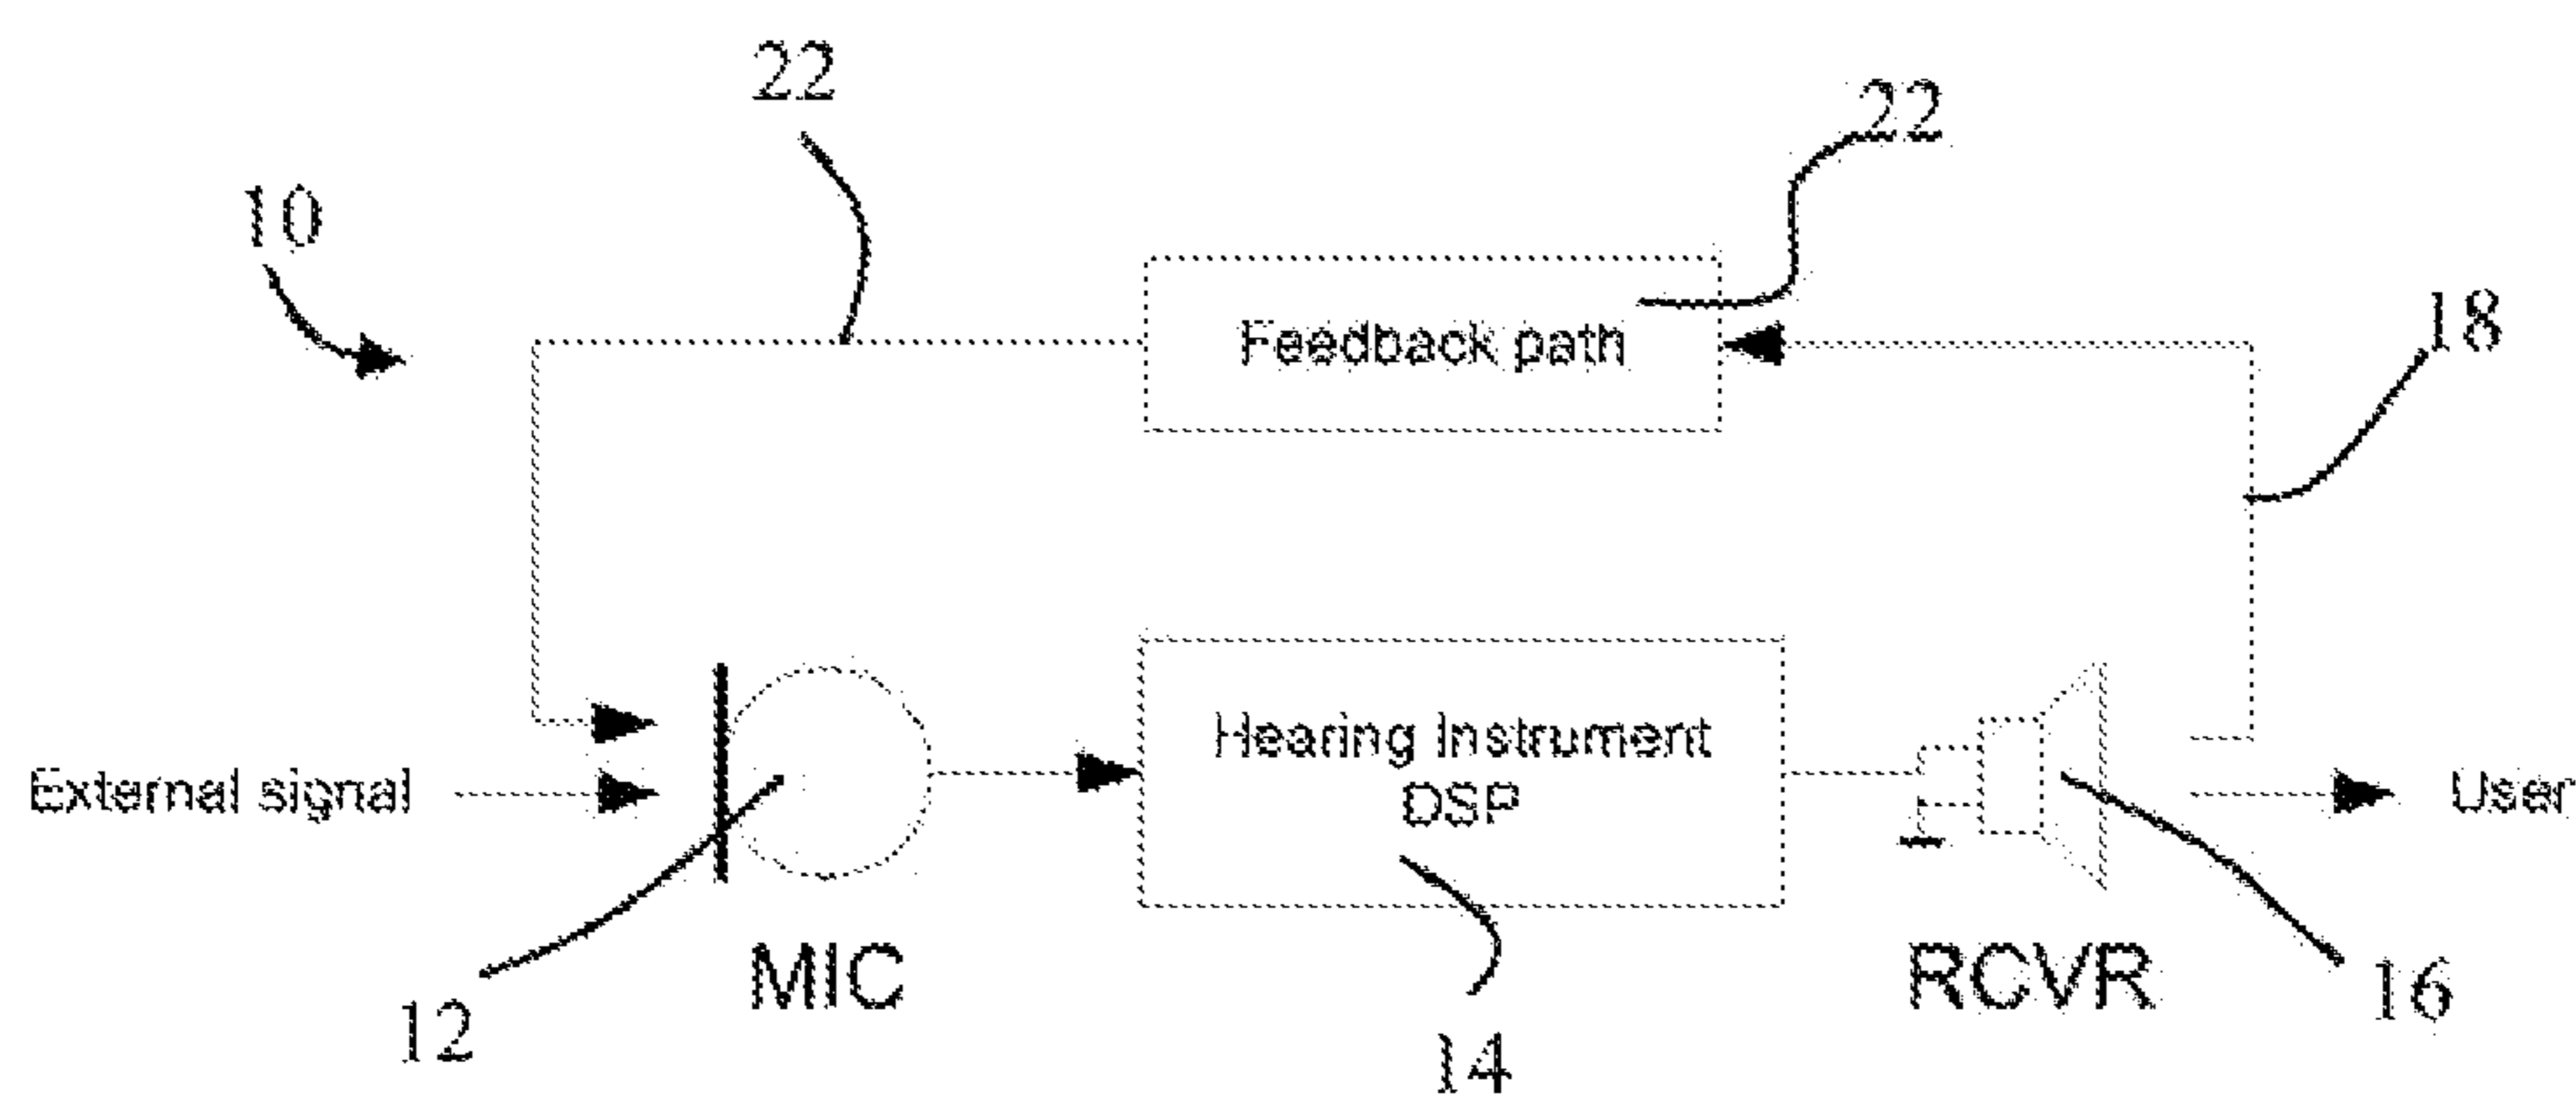 22
22
10
18
Feedback path
Hearing Instrument
DSP
External signal
User
MIC
RCVR
12
14
16